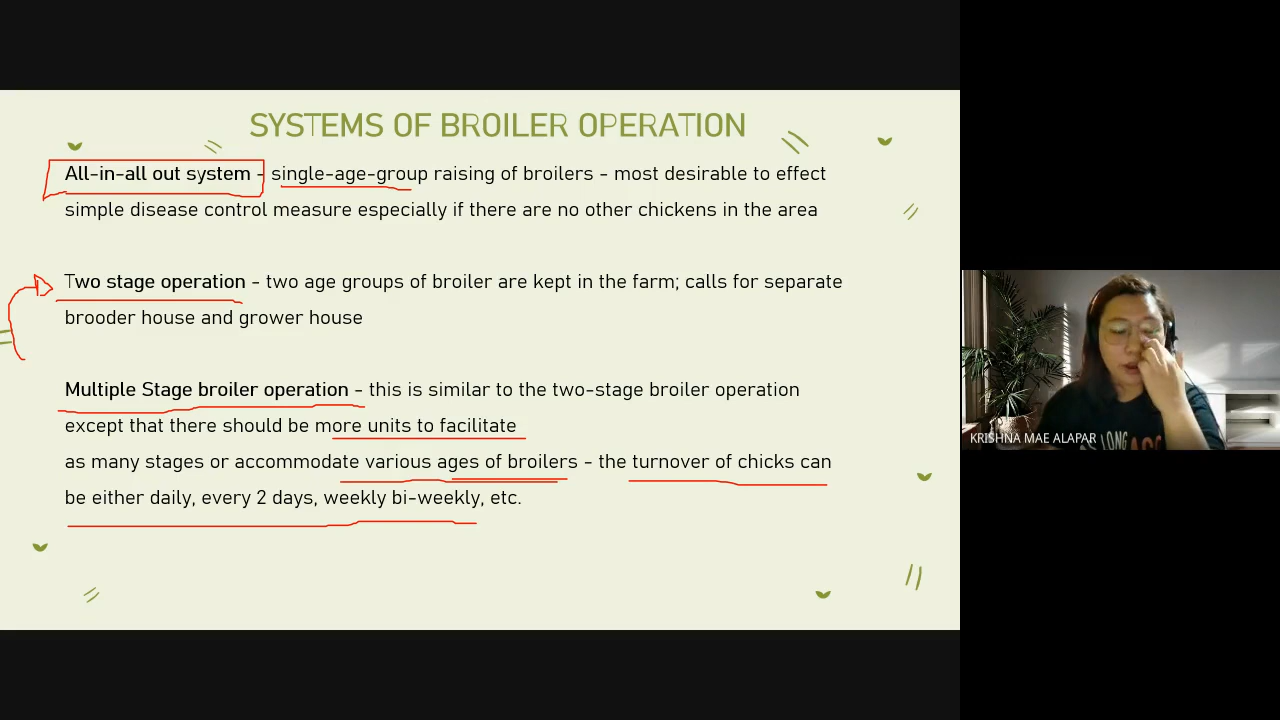 SYSTEMS OF BROILER OPERATION
All-in-all out system - single-age-group raising of broilers - most desirable to effect
simple disease control measure especially if there are no other chickens in the area
Two stage operation - two age groups of broiler are kept in the farm; calls for separate
brooder house and grower house
Multiple Stage broiler operation - this is similar to the two-stage broiler operation
except that there should be more units to facilitate
as many stages or accommodate various ages of broilers - the turnover of chicks can
be either daily, every 2 days, weekly bi-weekly, etc.
KRISHNA MAE ALAPAR
LONG